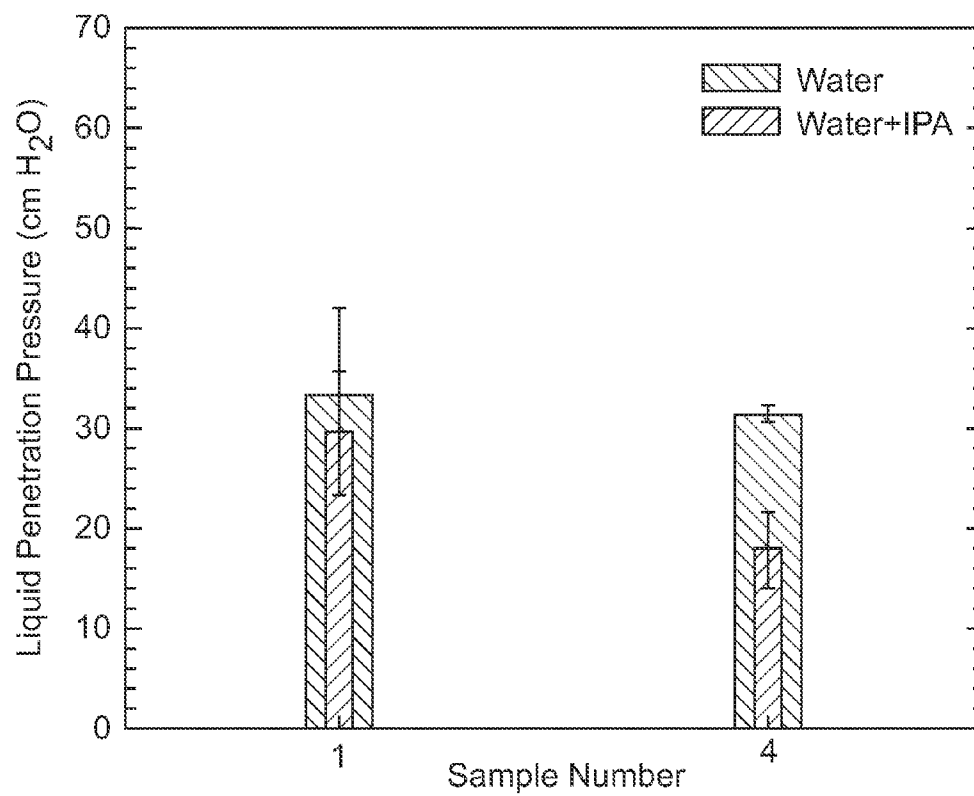 Liquid Penetration Pressure (cm H₂O)
70
60
50
40
30
20
10
0
Water
Water+IPA
1
4
Sample Number